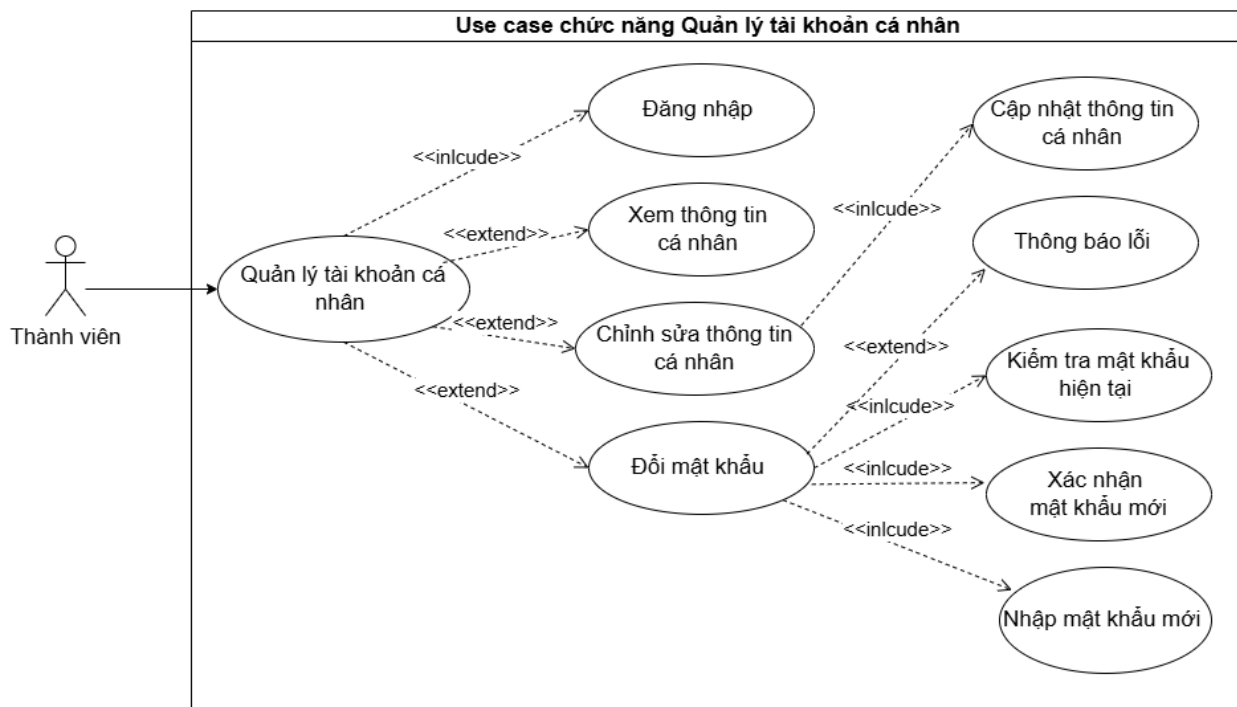 Use case chức năng Quản lý tài khoản cá nhân
Thành viên
Quản lý tài khoản cá
nhân
<<inlcude>>
<<extend>>
<<extend>>
<<extend>>
Đăng nhập
Xem thông tin
cá nhân
Chỉnh sửa thông tin
cá nhân
Đổi mật khẩu
<<inlcude>>
<<extend>>
<<inlcude>>
<<inlcude>>
<<inlcude>>
Cập nhật thông tin
cá nhân
Thông báo lỗi
Kiểm tra mật khẩu
hiện tại
Xác nhận
mật khẩu mới
Nhập mật khẩu mới